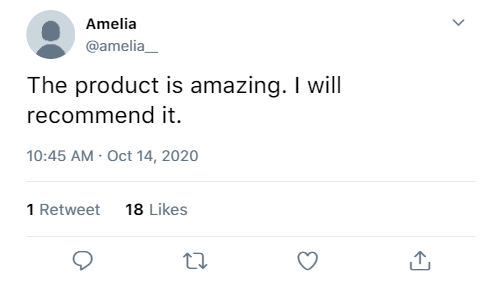 Amelia
@amelia__
The product is amazing. I will
recommend it.
10:45 AM · Oct 14, 2020
1 Retweet 18 Likes